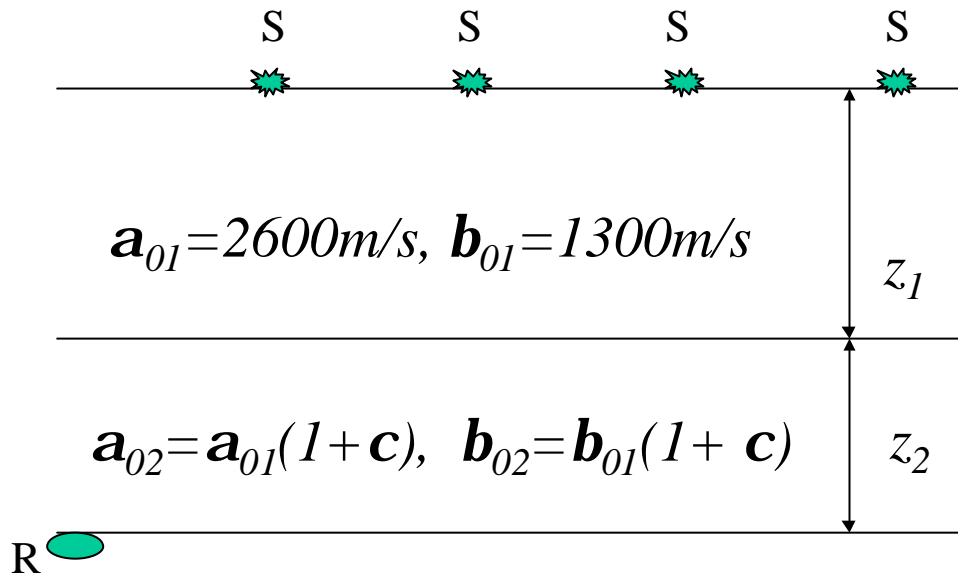 S S S S
a01=2600m/s, b01=1300m/s
z1
a02=a01(1+c), b02=b01(1+ c)
z2
R